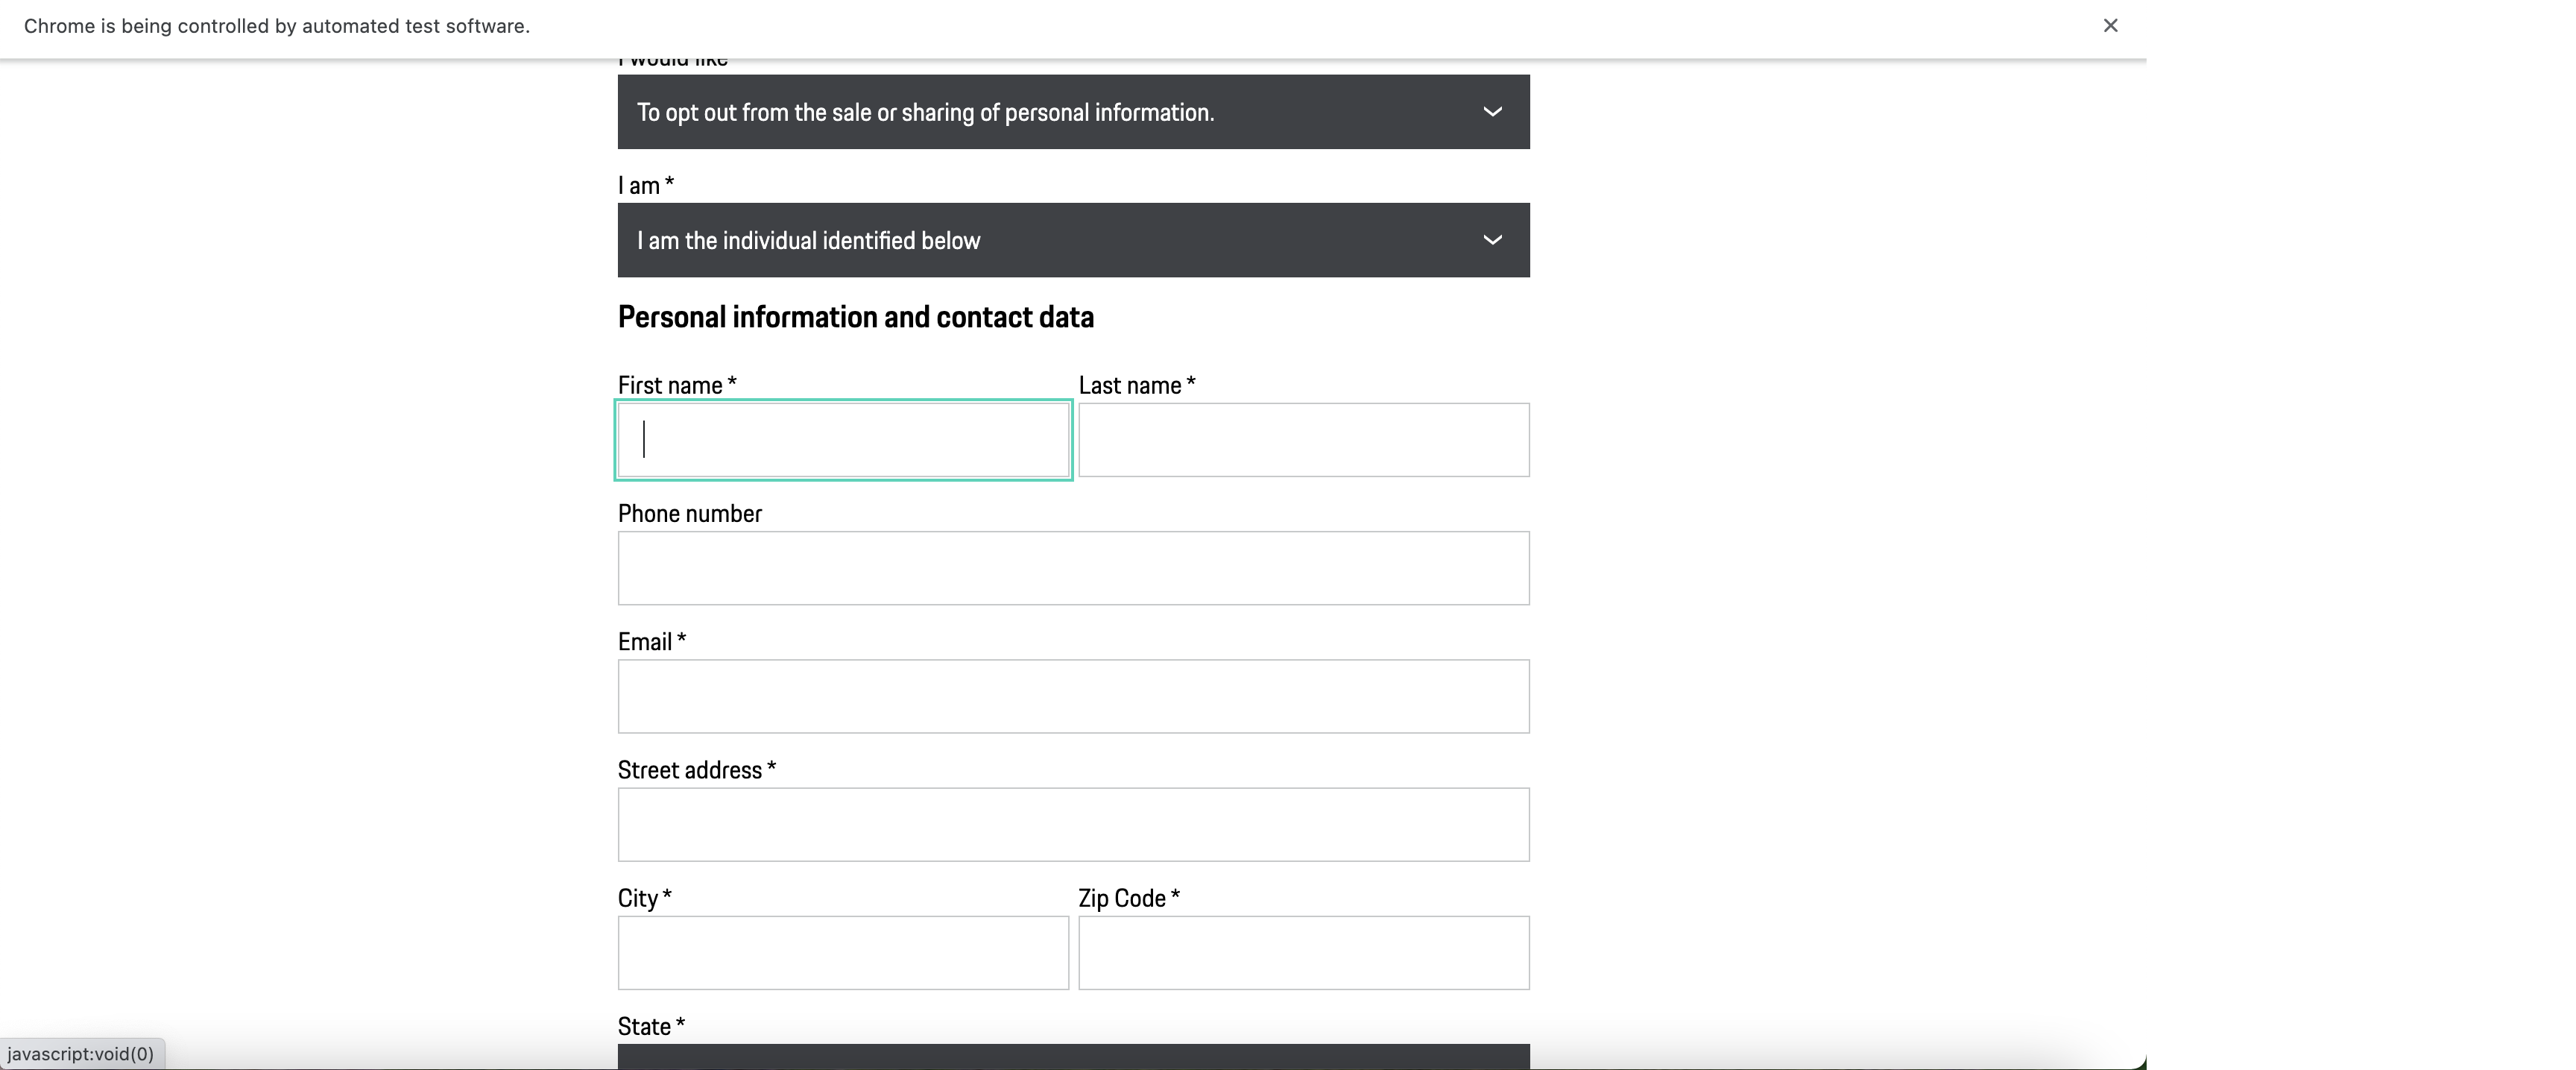 Chrome is being controlled by automated test software.
I would like
To opt out from the sale or sharing of personal information.
I am *
I am the individual identified below
Personal information and contact data
First name *
Last name *
Phone number
Email *
Street address *
City *
Zip Code *
State *
javascript:void(0)